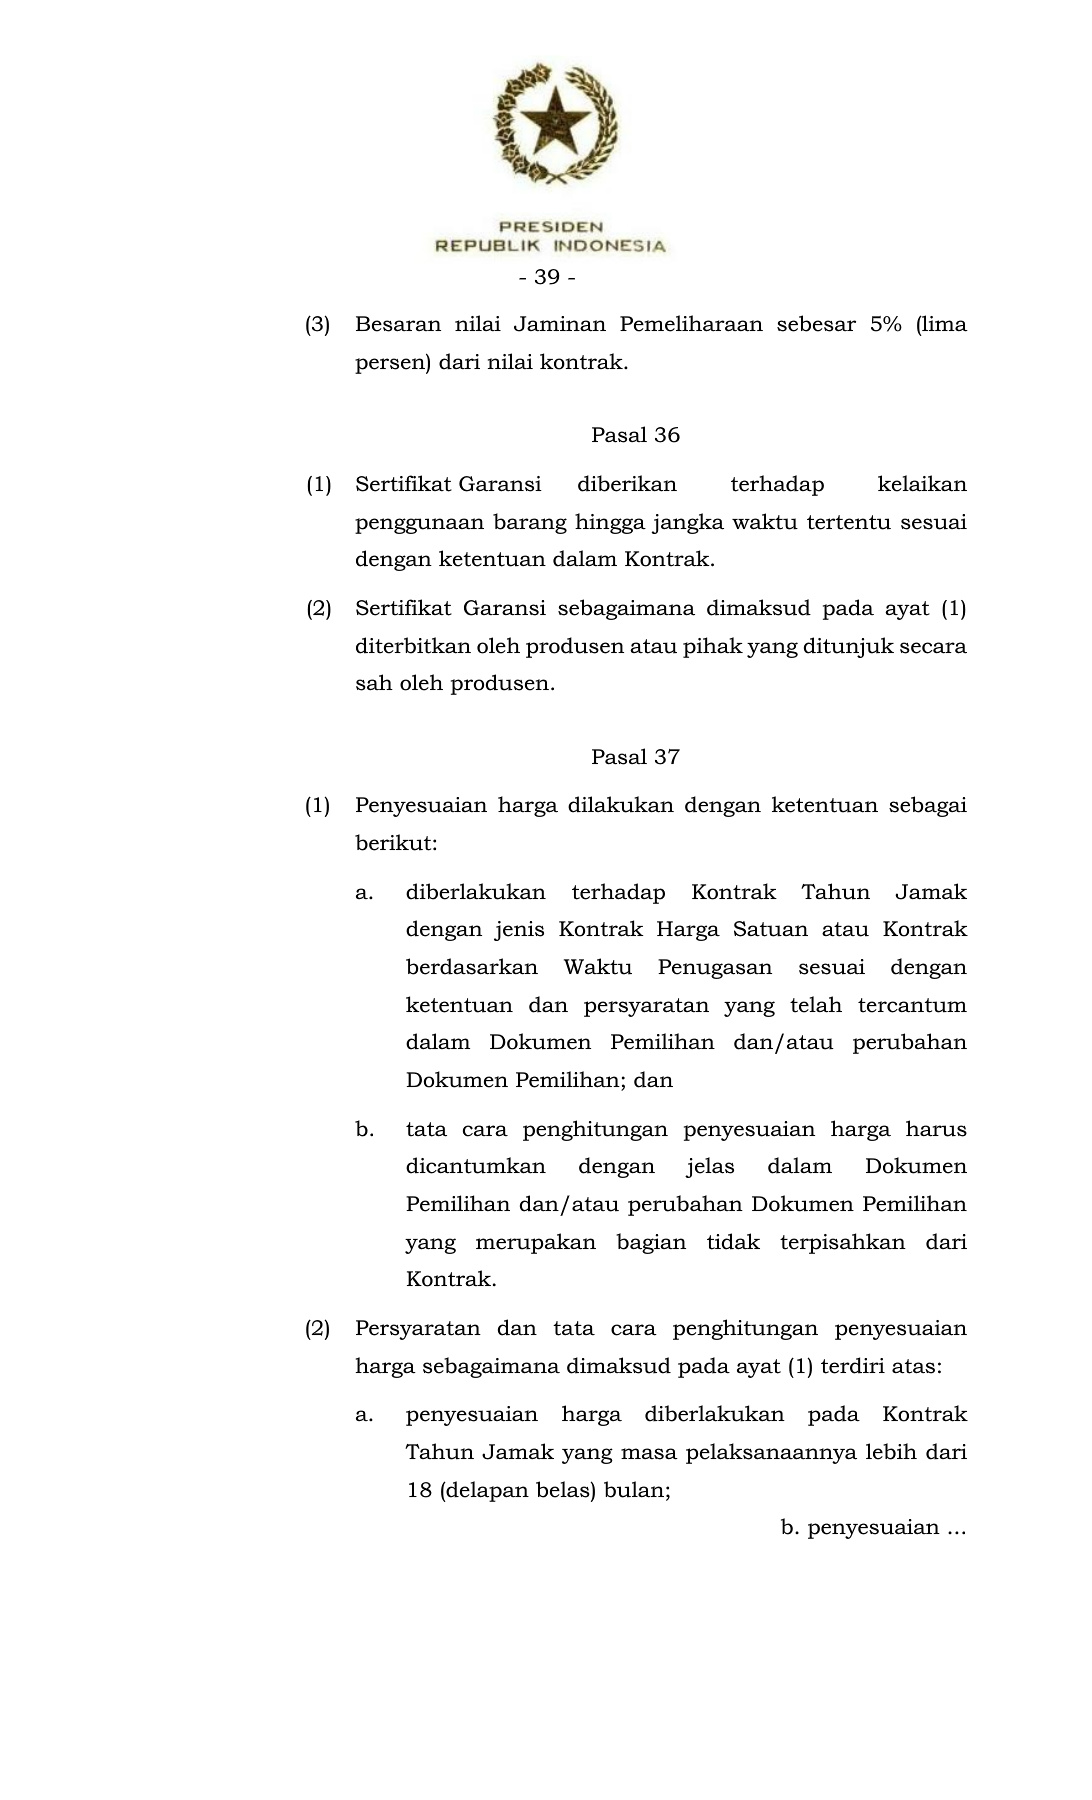 PRESIDEN
REPUBLIK INDONESIA
- 39 -
(3) Besaran nilai Jaminan Pemeliharaan sebesar 5% (lima
persen) dari nilai kontrak.
Pasal 36
(1) Sertifikat Garansi diberikan terhadap kelaikan
penggunaan barang hingga jangka waktu tertentu sesuai
dengan ketentuan dalam Kontrak.
(2) Sertifikat Garansi sebagaimana dimaksud pada ayat (1)
diterbitkan oleh produsen atau pihak yang ditunjuk secara
sah oleh produsen.
Pasal 37
(1) Penyesuaian harga dilakukan dengan ketentuan sebagai
berikut:
a. diberlakukan terhadap Kontrak Tahun Jamak
dengan jenis Kontrak Harga Satuan atau Kontrak
berdasarkan Waktu Penugasan sesuai dengan
ketentuan dan persyaratan yang telah tercantum
dalam Dokumen Pemilihan dan/atau perubahan
Dokumen Pemilihan; dan
b. tata cara penghitungan penyesuaian harga harus
dicantumkan dengan jelas dalam Dokumen
Pemilihan dan/atau perubahan Dokumen Pemilihan
yang merupakan bagian tidak terpisahkan dari
Kontrak.
(2) Persyaratan dan tata cara penghitungan penyesuaian
harga sebagaimana dimaksud pada ayat (1) terdiri atas:
a. penyesuaian harga diberlakukan pada Kontrak
Tahun Jamak yang masa pelaksanaannya lebih dari
18 (delapan belas) bulan;
b. penyesuaian ...